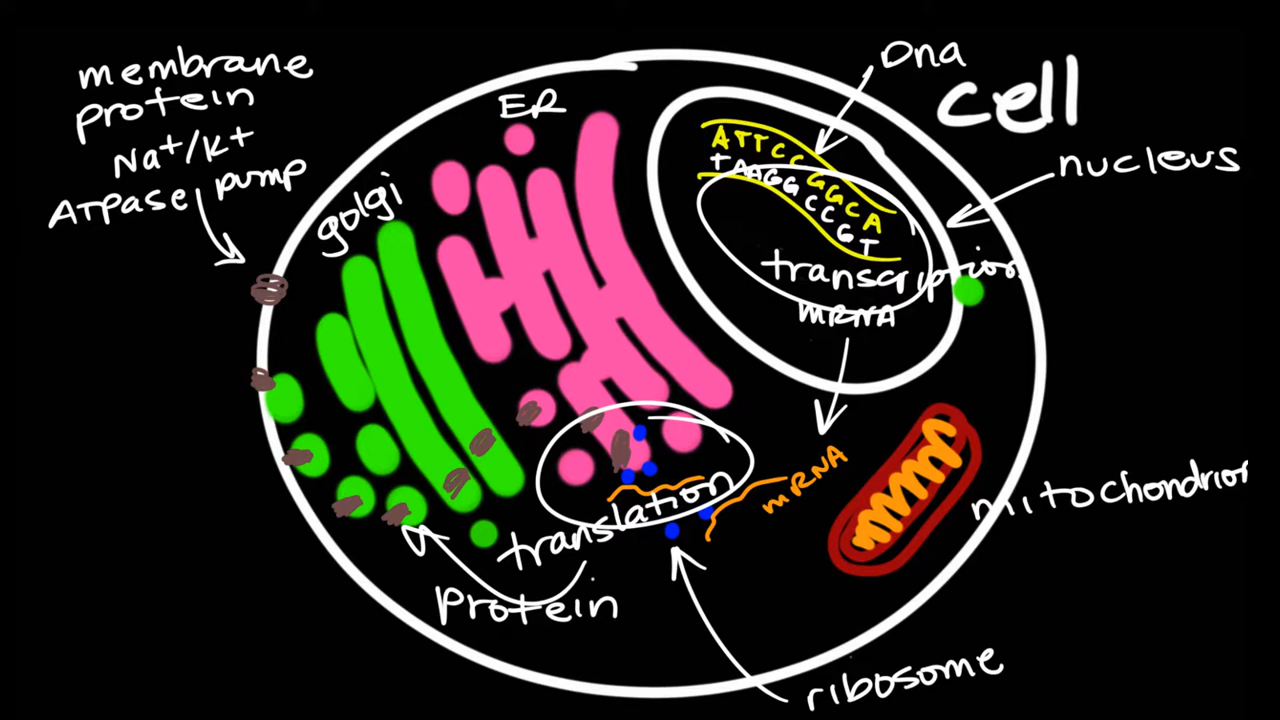 membrane
protein
Na+/K+
ATPase pump
golgi
ER
Dna
cell
nucleus
ATTCCGGCA
TAAGGCCGT
transcription
mRNA
mRNA
mitochondrion
translation
Protein
ribosome